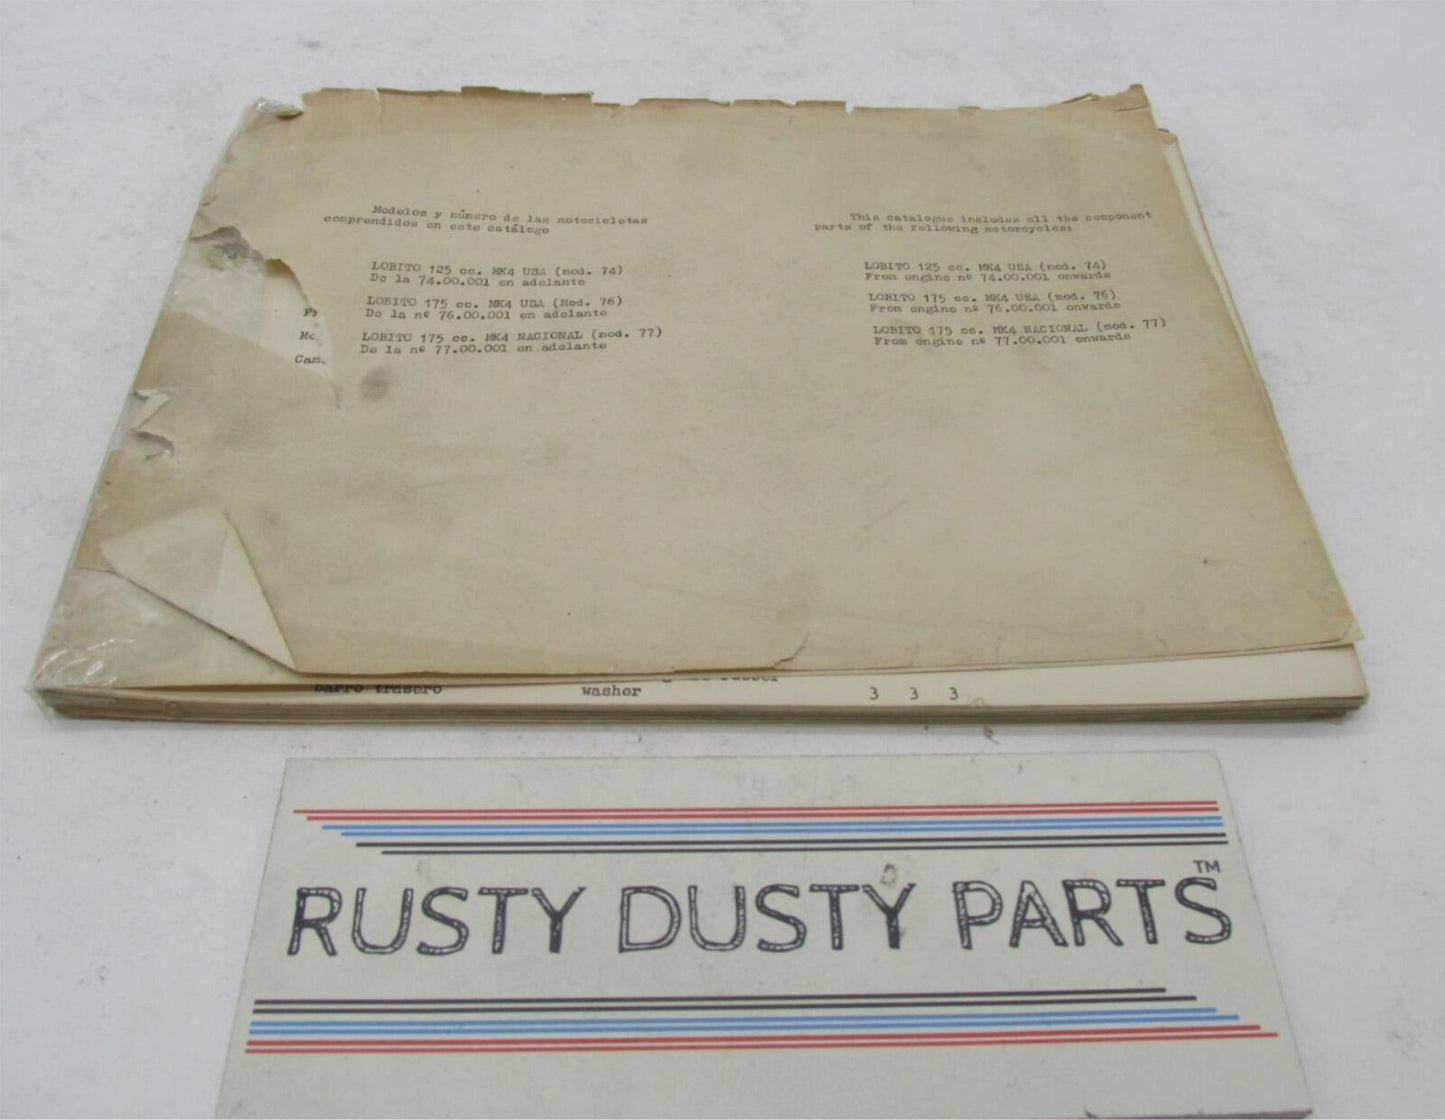 Modelos y número de las motocicletas
comprendidos en este catálogo
LOBITO 125 cc. MK4 USA (mod. 74)
De la 74.00.001 en adelante
LOBITO 175 cc. MK4 USA (Mod. 76)
De la nº 76.00.001 en adelante
LOBITO 175 cc. MK4 NACIONAL (mod. 77)
De la nº 77.00.001 en adelante
Mc
Cam.
This catalogue includes all the component
parts of the following motorcycles:
LOBITO 125 cc. MK4 USA (mod. 74)
From engine nº 74.00.001 onwards
LOBITO 175 cc. MK4 USA (mod. 76)
From engine nº 76.00.001 onwards
LOBITO 175 cc. MK4 NACIONAL (mod. 77)
From engine nº 77.00.001 onwards
barro trasero washer 3 3 3
RUSTY DUSTY PARTS™